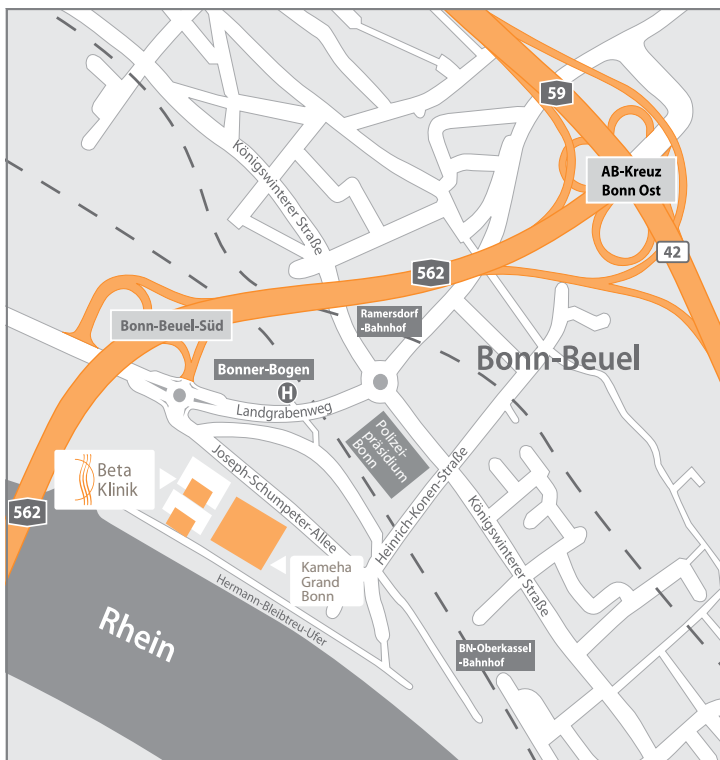 59
AB-Kreuz
Bonn Ost
Königswinterer Straße
42
562
Ramersdorf
-Bahnhof
Bonn-Beuel-Süd
Bonn-Beuel
Bonner-Bogen
H
Landgrabenweg
Polizei-
präsidium
Bonn
Joseph-Schumpeter-Allee
Beta
Klinik
Heinrich-Konen-Straße
Königswinterer Straße
562
Kameha
Grand
Bonn
Hermann-Bleibtreu-Ufer
Rhein
BN-Oberkassel
-Bahnhof